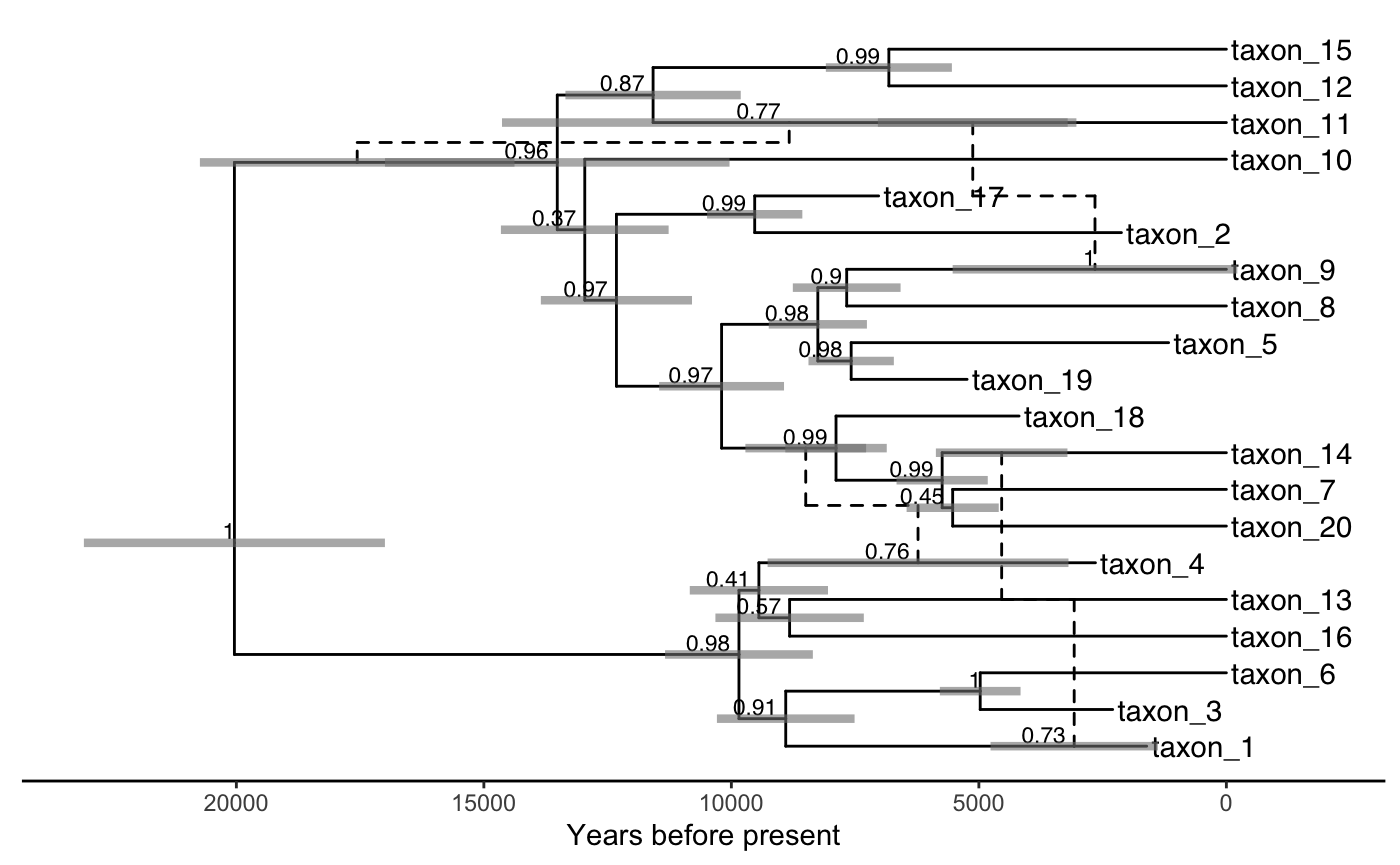 taxon_15
0.99
taxon_12
0.87
0.77
taxon_11
0.96
taxon_10
0.99
taxon_17
0.37
taxon_2
1
taxon_9
0.9
0.97
taxon_8
0.98
taxon_5
0.98
0.97
taxon_19
taxon_18
0.99
taxon_14
0.99
taxon_7
0.45
1
taxon_20
0.76
taxon_4
0.41
taxon_13
0.57
taxon_16
0.98
taxon_6
1
0.91
taxon_3
0.73
taxon_1
20000 15000 10000 5000 0
Years before present